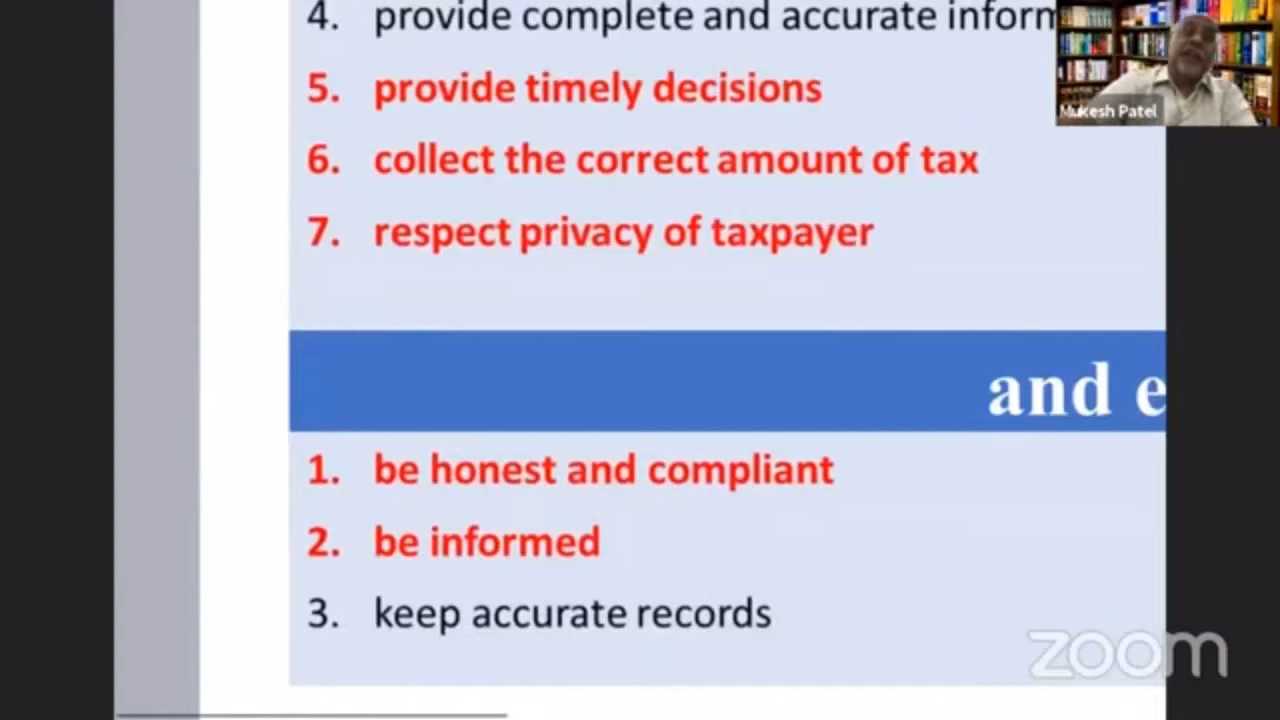 4. provide complete and accurate inform
Mukesh Patel
5. provide timely decisions
6. collect the correct amount of tax
7. respect privacy of taxpayer
and e
1. be honest and compliant
2. be informed
3. keep accurate records
zoom